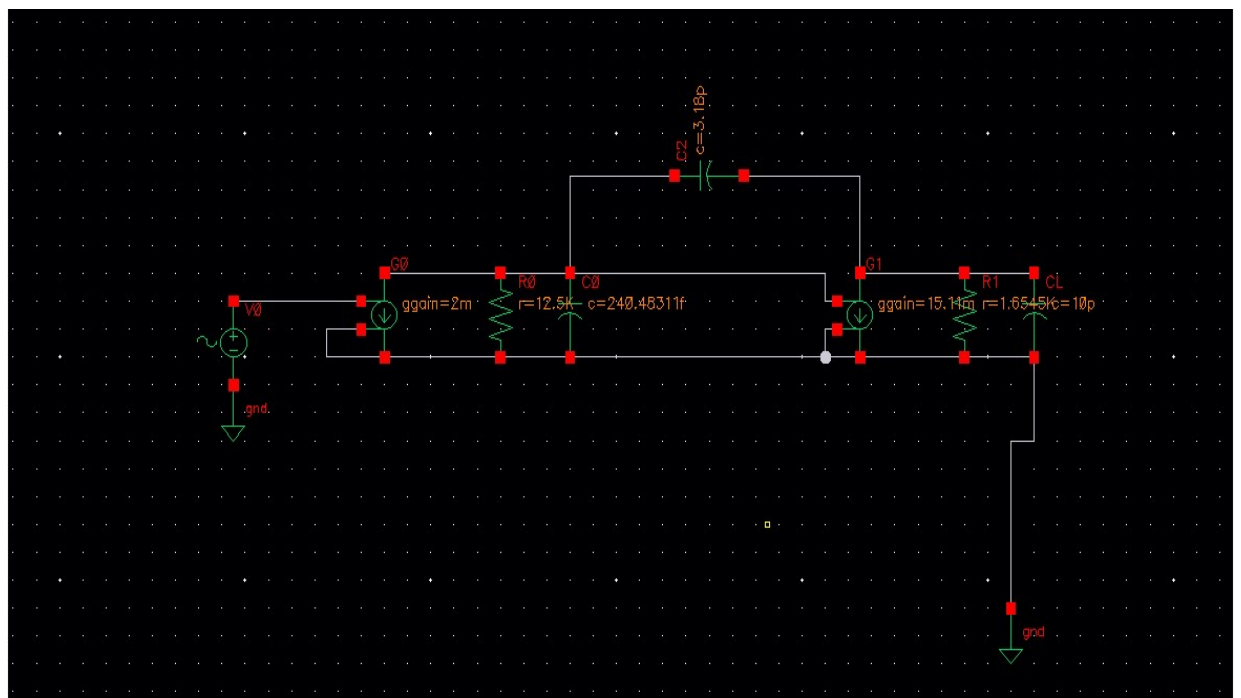 C2
c=3.18p
G0
R0
C0
G1
R1
CL
V0
ggain=2m
r=12.5K
c=240.48311f
ggain=15.11m
r=1.6545K
c=10p
gnd
gnd